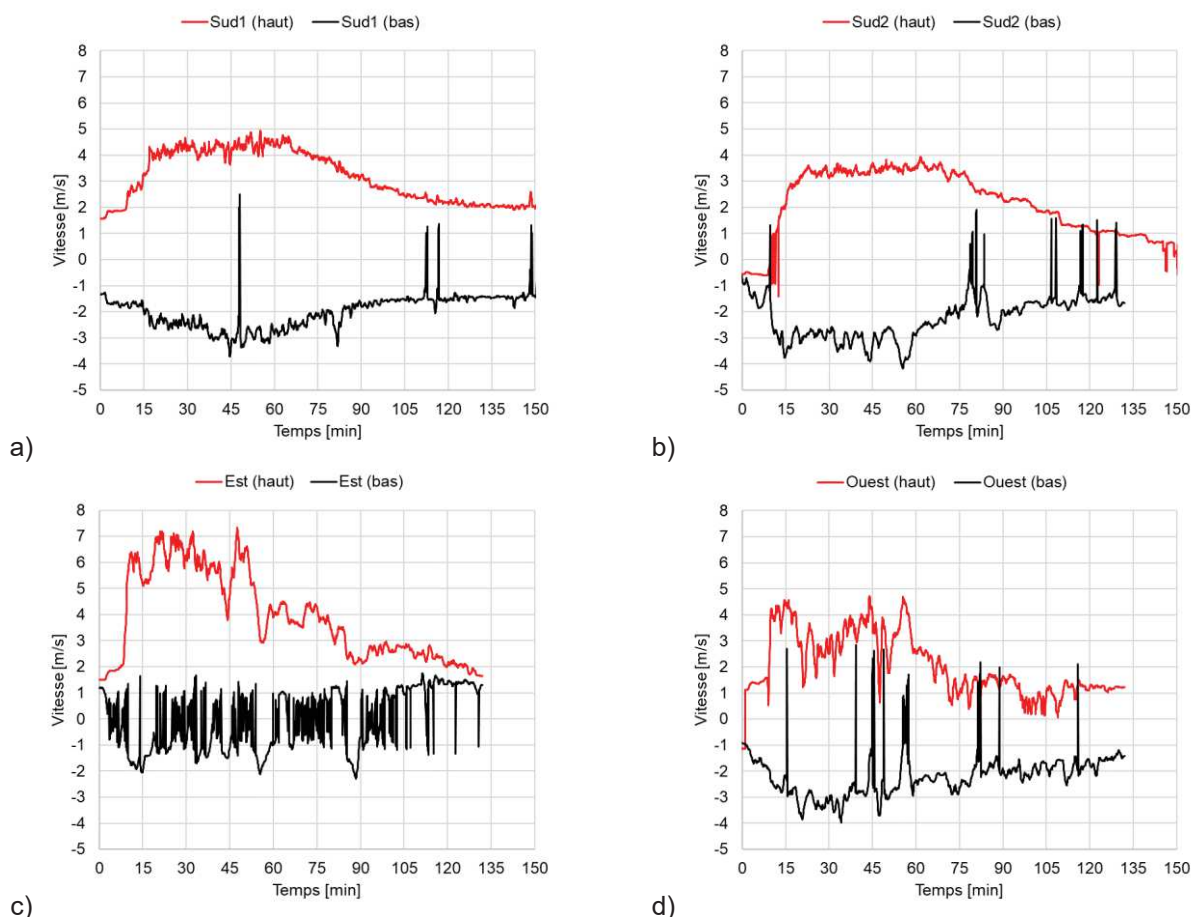 Sud1 (haut) Sud1 (bas)
8
7
6
5
4
3
2
1
0
-1
-2
-3
-4
-5
Vitesse [m/s]
0 15 30 45 60 75 90 105 120 135 150
Temps [min]
a)
Sud2 (haut) Sud2 (bas)
8
7
6
5
4
3
2
1
0
-1
-2
-3
-4
-5
Vitesse [m/s]
0 15 30 45 60 75 90 105 120 135 150
Temps [min]
b)
Est (haut) Est (bas)
8
7
6
5
4
3
2
1
0
-1
-2
-3
-4
-5
Vitesse [m/s]
0 15 30 45 60 75 90 105 120 135 150
Temps [min]
c)
Ouest (haut) Ouest (bas)
8
7
6
5
4
3
2
1
0
-1
-2
-3
-4
-5
Vitesse [m/s]
0 15 30 45 60 75 90 105 120 135 150
Temps [min]
d)